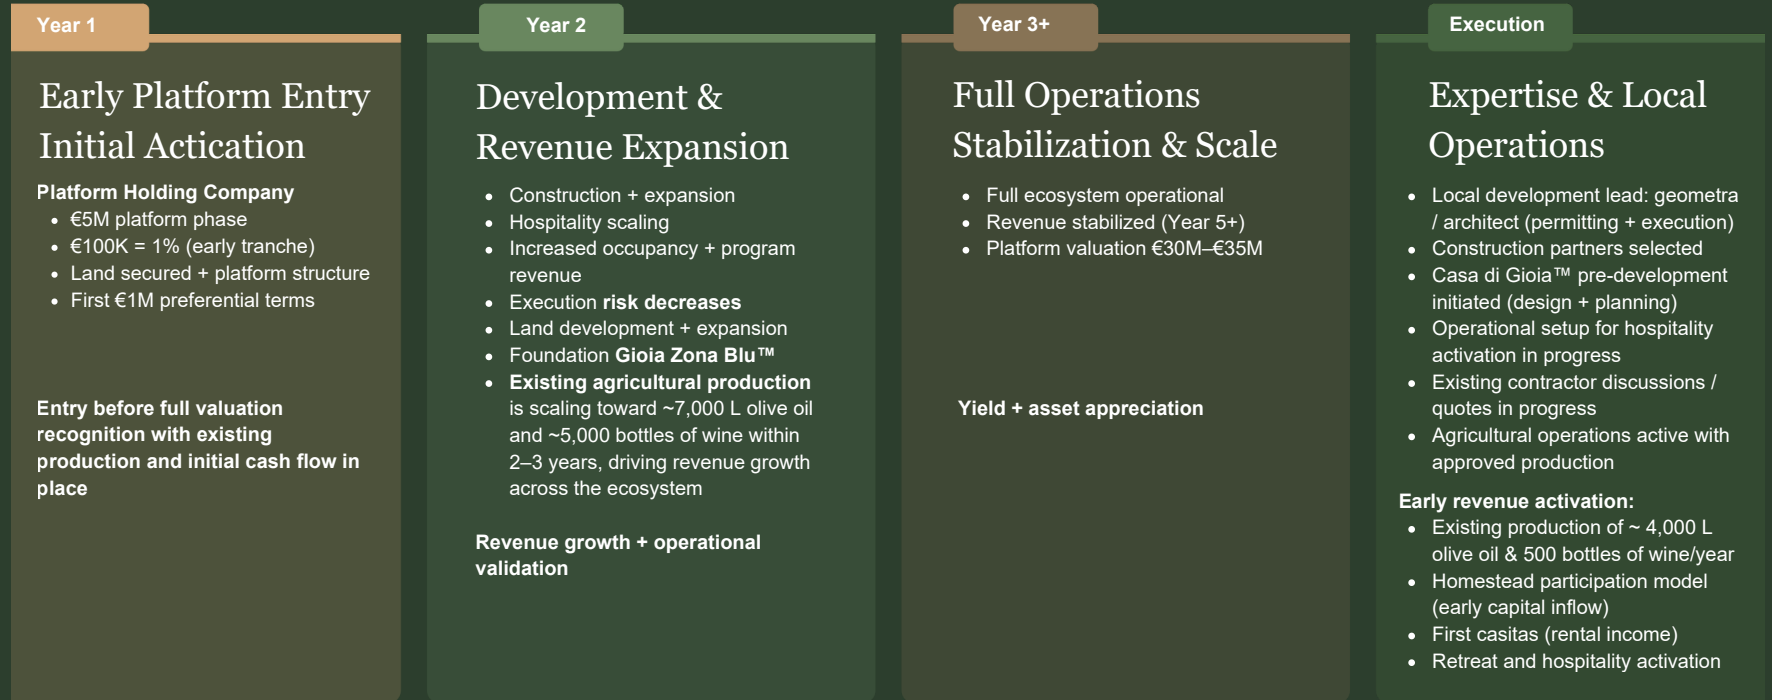 Year 1
Early Platform Entry
Initial Actication
Platform Holding Company
• €5M platform phase
• €100K = 1% (early tranche)
• Land secured + platform structure
• First €1M preferential terms
Entry before full valuation
recognition with existing
production and initial cash flow in
place
Year 2
Development &
Revenue Expansion
• Construction + expansion
• Hospitality scaling
• Increased occupancy + program
revenue
• Execution risk decreases
• Land development + expansion
• Foundation Gioia Zona Blu™
• Existing agricultural production
is scaling toward ~7,000 L olive oil
and ~5,000 bottles of wine within
2–3 years, driving revenue growth
across the ecosystem
Revenue growth + operational
validation
Year 3+
Full Operations
Stabilization & Scale
• Full ecosystem operational
• Revenue stabilized (Year 5+)
• Platform valuation €30M–€35M
Yield + asset appreciation
Execution
Expertise & Local
Operations
• Local development lead: geometra
/ architect (permitting + execution)
• Construction partners selected
• Casa di Gioia™ pre-development
initiated (design + planning)
• Operational setup for hospitality
activation in progress
• Existing contractor discussions /
quotes in progress
• Agricultural operations active with
approved production
Early revenue activation:
• Existing production of ~ 4,000 L
olive oil & 500 bottles of wine/year
• Homestead participation model
(early capital inflow)
• First casitas (rental income)
• Retreat and hospitality activation